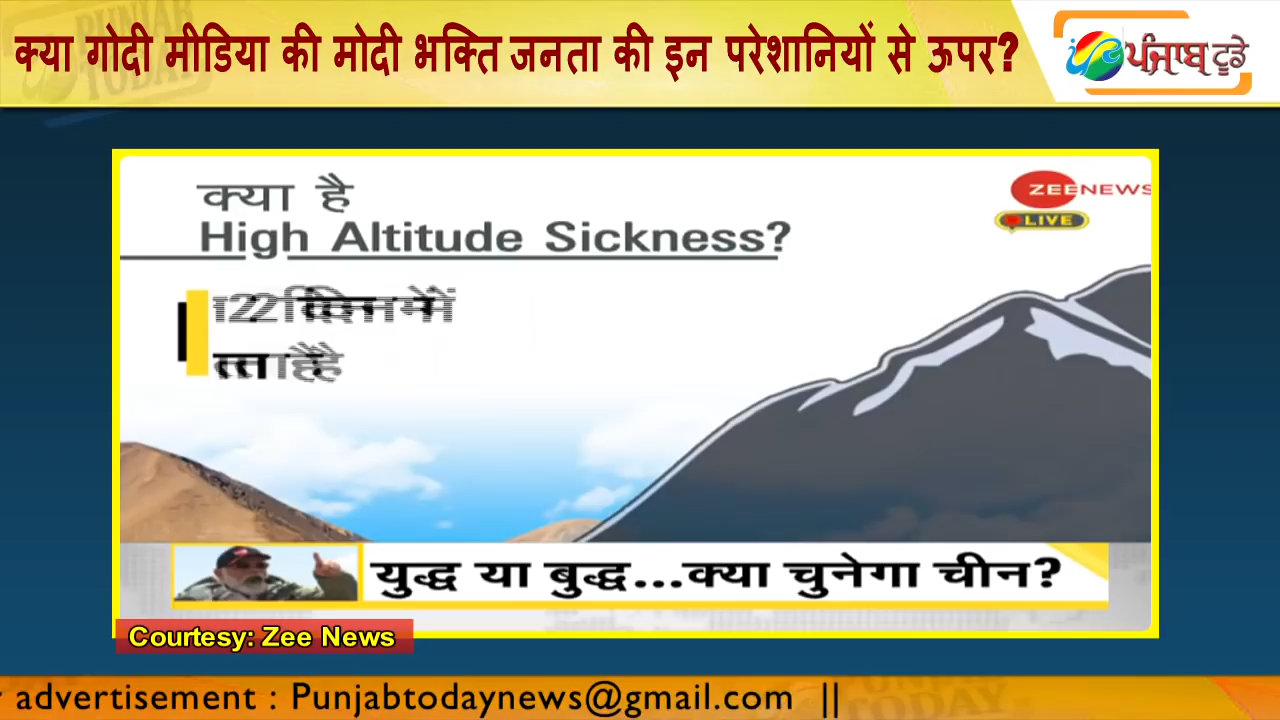 क्या गोदी मीडिया की मोदी भक्ति जनता की इन परेशानियों से ऊपर?
ਪੰਜਾਬ ਟੂਡੇ
क्या है
High Altitude Sickness?
ZEE NEWS
LIVE
युद्ध या बुद्ध...क्या चुनेगा चीन?
Courtesy: Zee News
advertisement : Punjabtodaynews@gmail.com ||